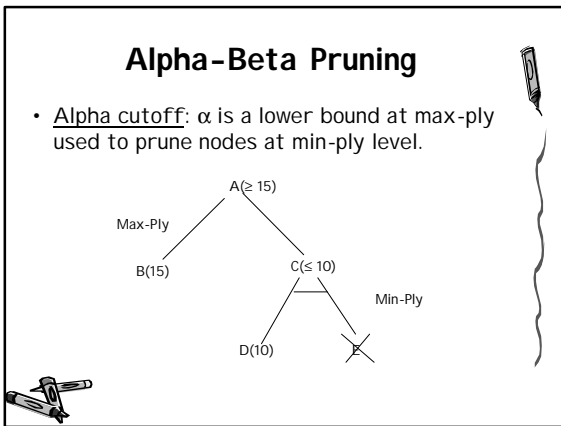 Alpha-Beta Pruning
• Alpha cutoff: α is a lower bound at max-ply
used to prune nodes at min-ply level.
A(≥ 15)
Max-Ply
B(15)
C(≤ 10)
Min-Ply
D(10)
E